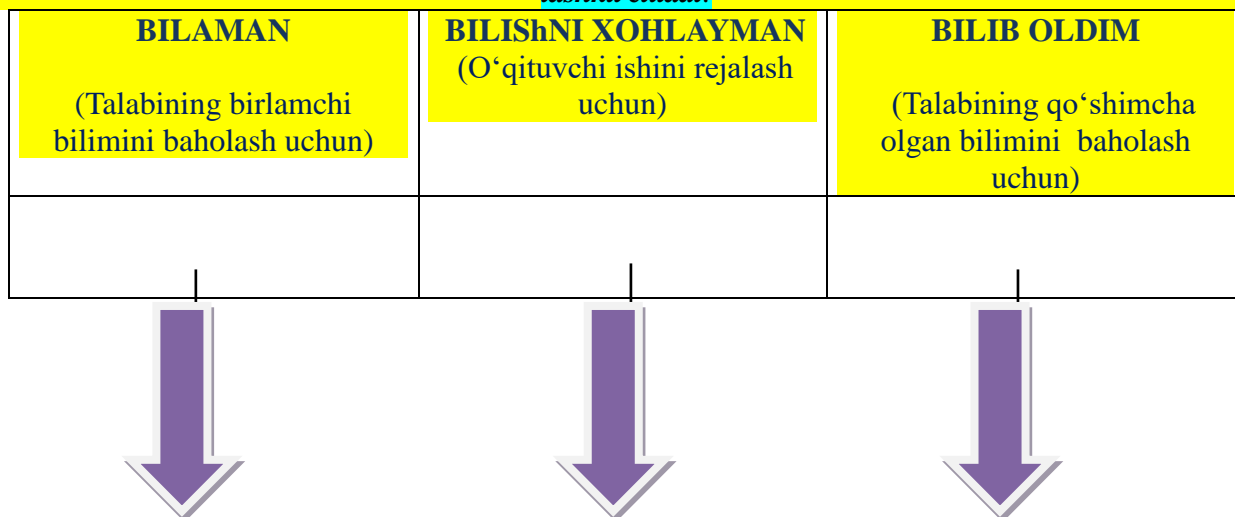 BILAMAN
(Talabining birlamchi
bilimini baholash uchun)
BILIShNI XOHLAYMAN
(O‘qituvchi ishini rejalash
uchun)
BILIB OLDIM
(Talabining qo‘shimcha
olgan bilimini baholash
uchun)